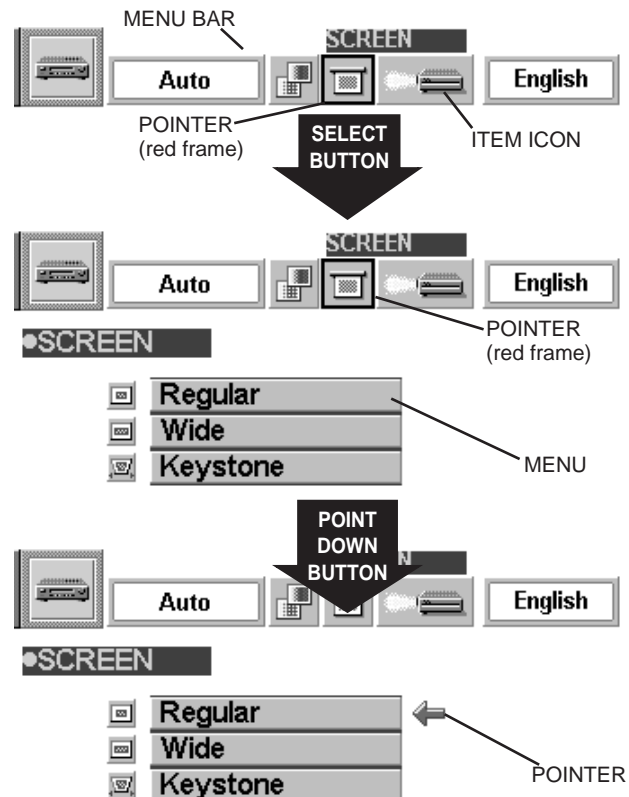 MENU BAR
SCREEN
Auto
English
POINTER
(red frame)
SELECT
BUTTON
ITEM ICON
SCREEN
Auto
English
POINTER
(red frame)
●SCREEN
Regular
Wide
Keystone
MENU
POINT
DOWN
BUTTON
N
Auto
English
●SCREEN
Regular
Wide
Keystone
POINTER